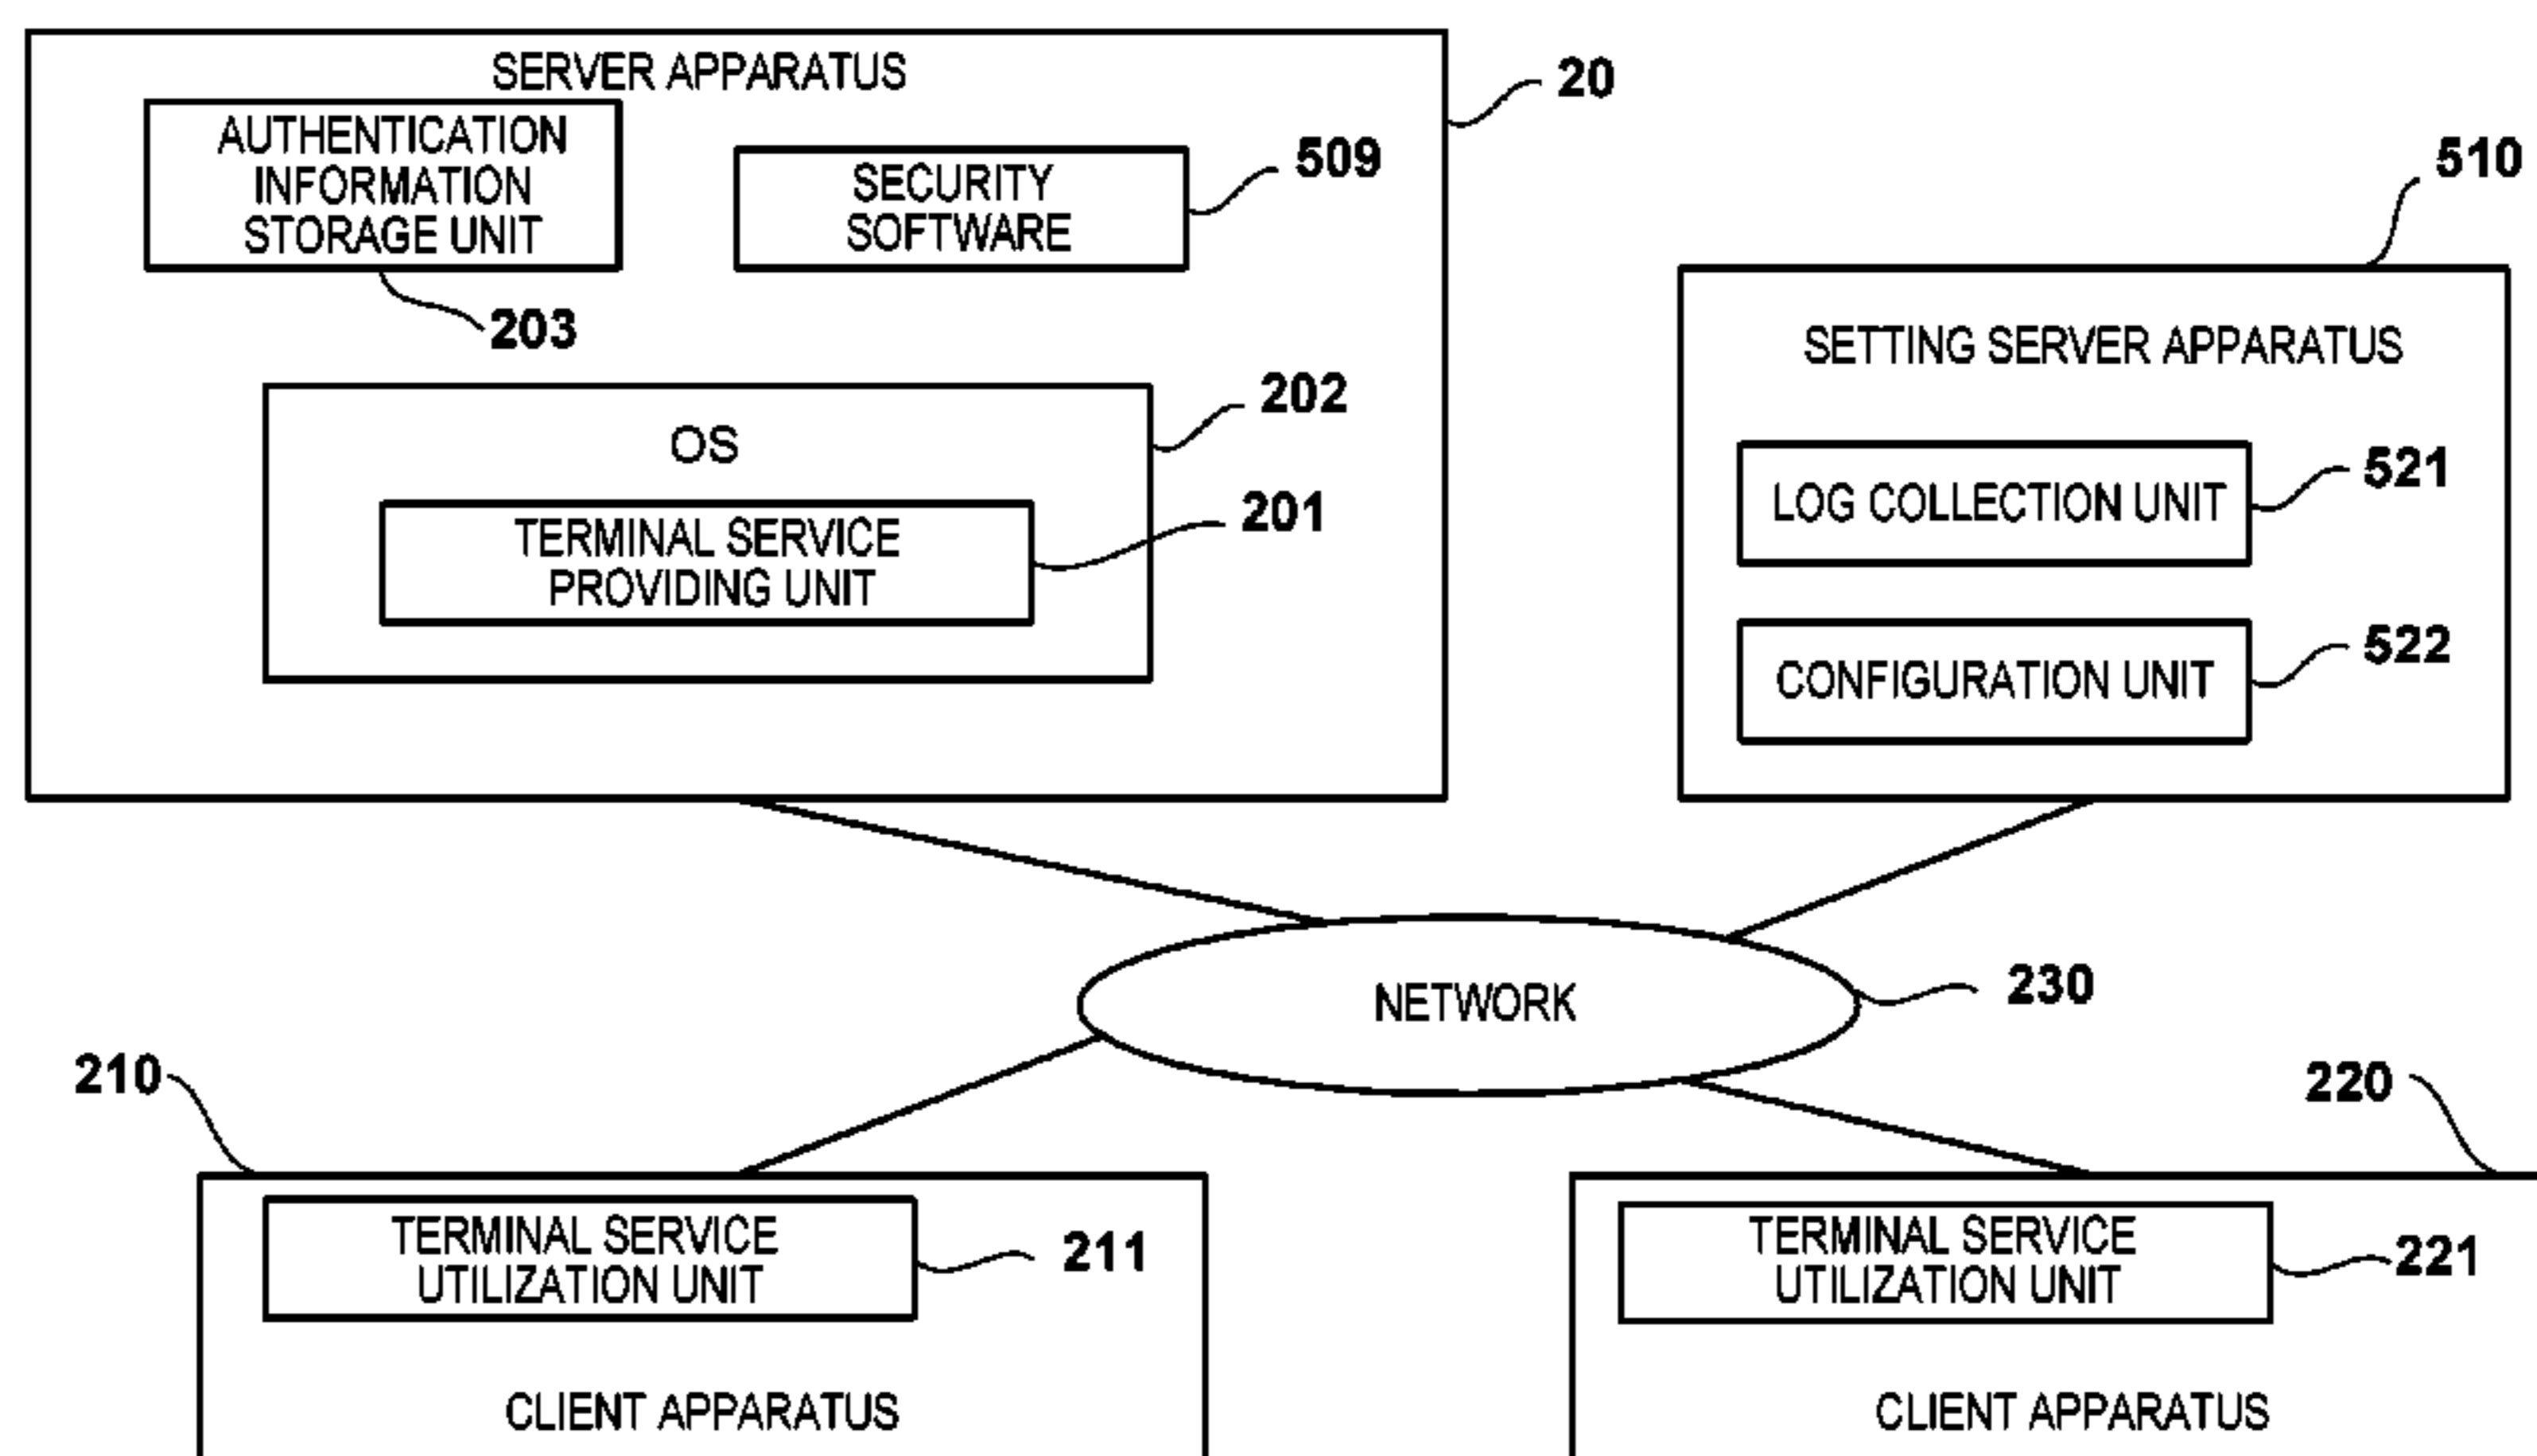 SERVER APPARATUS
20
AUTHENTICATION
INFORMATION
STORAGE UNIT
203
SECURITY
SOFTWARE
509
OS
202
TERMINAL SERVICE
PROVIDING UNIT
201
510
SETTING SERVER APPARATUS
LOG COLLECTION UNIT
521
CONFIGURATION UNIT
522
NETWORK
230
210
TERMINAL SERVICE
UTILIZATION UNIT
211
CLIENT APPARATUS
220
TERMINAL SERVICE
UTILIZATION UNIT
221
CLIENT APPARATUS